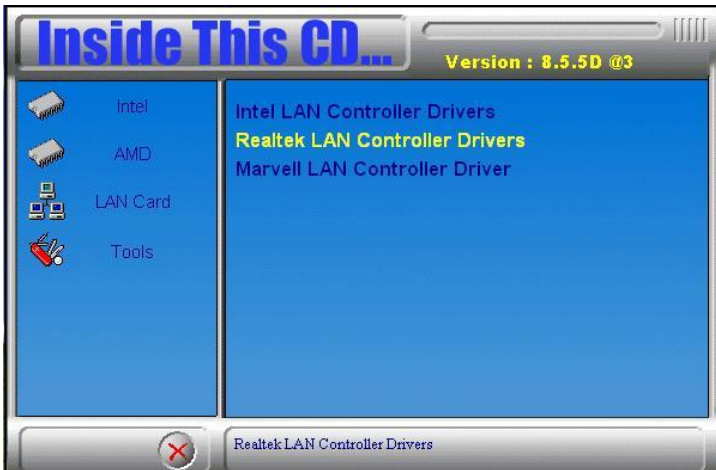 Inside This CD...
Version : 8.5.5D @3
Intel
AMD
LAN Card
Tools
Intel LAN Controller Drivers
Realtek LAN Controller Drivers
Marvell LAN Controller Driver
Realtek LAN Controller Drivers